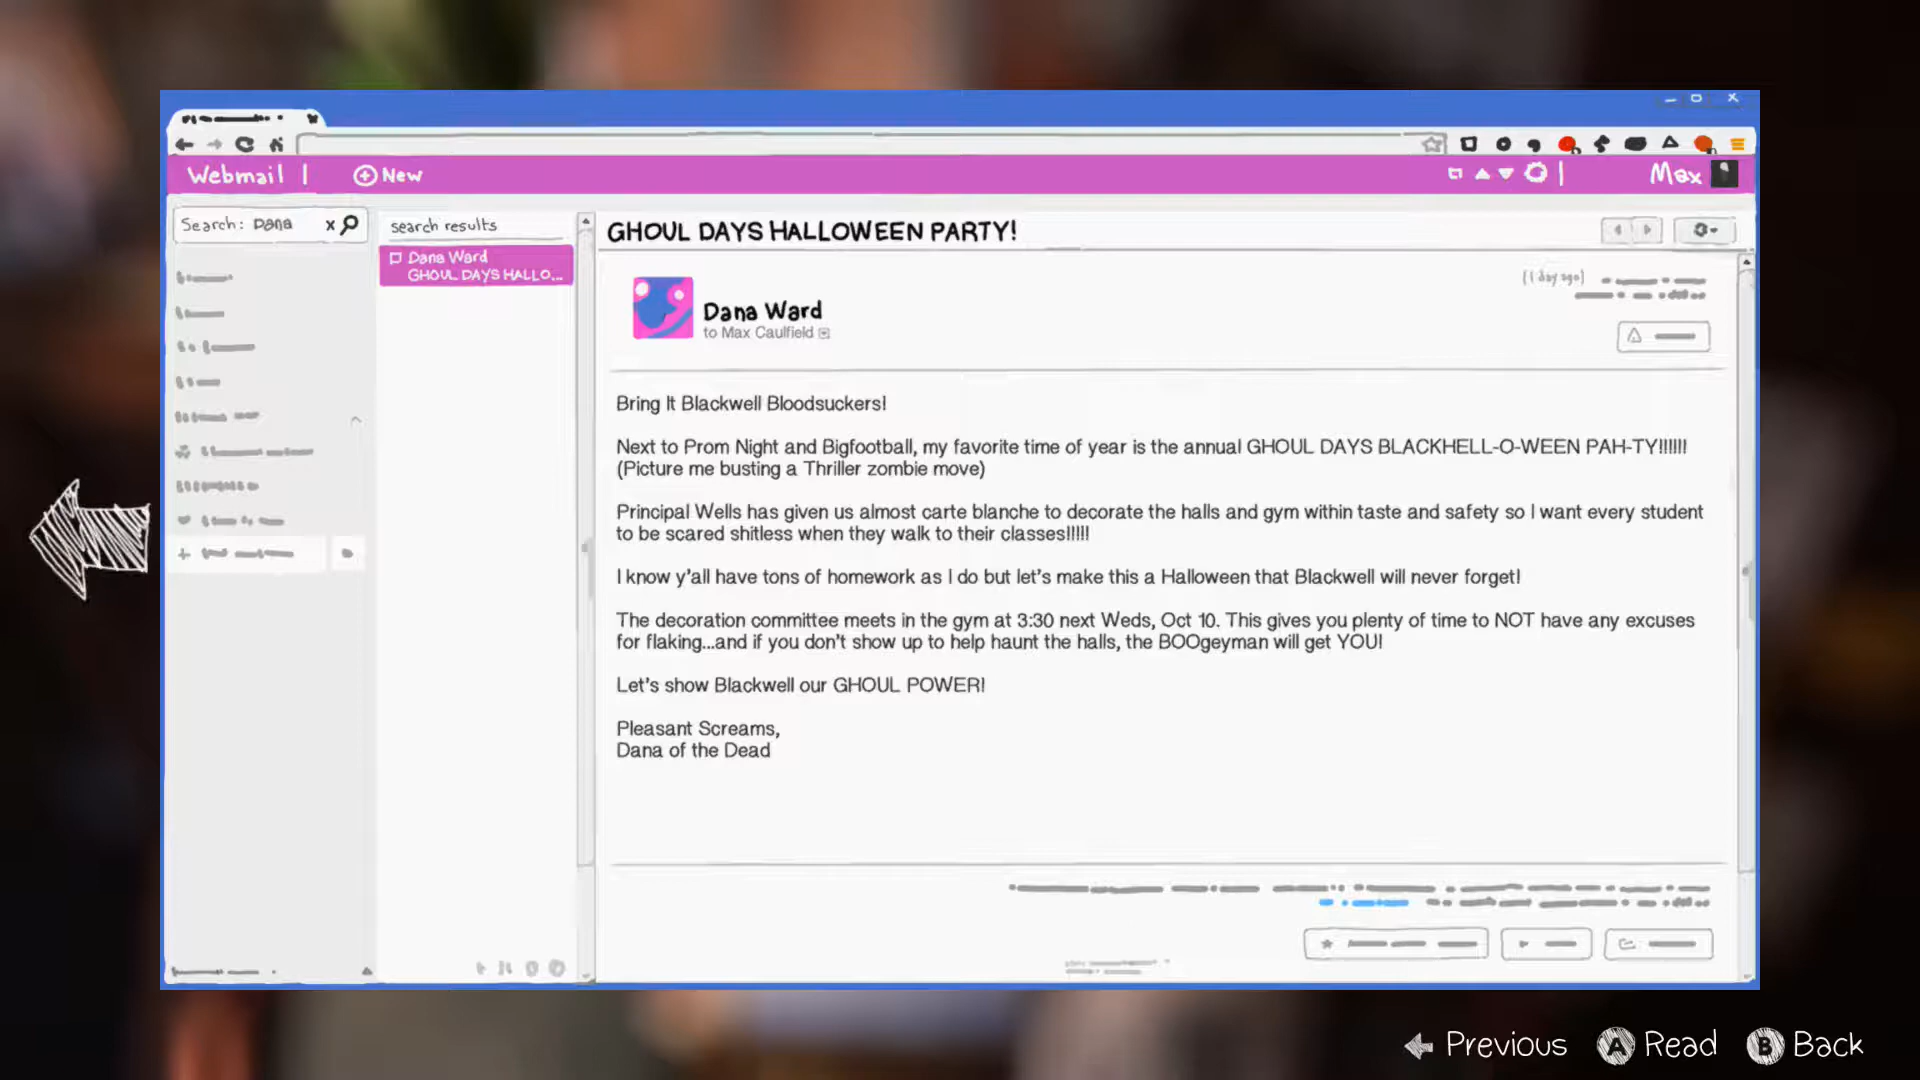 Webmail | New
Max
Search: Dana x
search results
Dana Ward
GHOUL DAYS HALLO...
GHOUL DAYS HALLOWEEN PARTY!
(1 day ago)
Dana Ward
to Max Caulfield
Bring It Blackwell Bloodsuckers!
Next to Prom Night and Bigfootball, my favorite time of year is the annual GHOUL DAYS BLACKHELL-O-WEEN PAH-TY!!!!!!
(Picture me busting a Thriller zombie move)
Principal Wells has given us almost carte blanche to decorate the halls and gym within taste and safety so I want every student
to be scared shitless when they walk to their classes!!!!!
I know y'all have tons of homework as I do but let's make this a Halloween that Blackwell will never forget!
The decoration committee meets in the gym at 3:30 next Weds, Oct 10. This gives you plenty of time to NOT have any excuses
for flaking...and if you don't show up to help haunt the halls, the BOOgeyman will get YOU!
Let's show Blackwell our GHOUL POWER!
Pleasant Screams,
Dana of the Dead
Previous A Read B Back